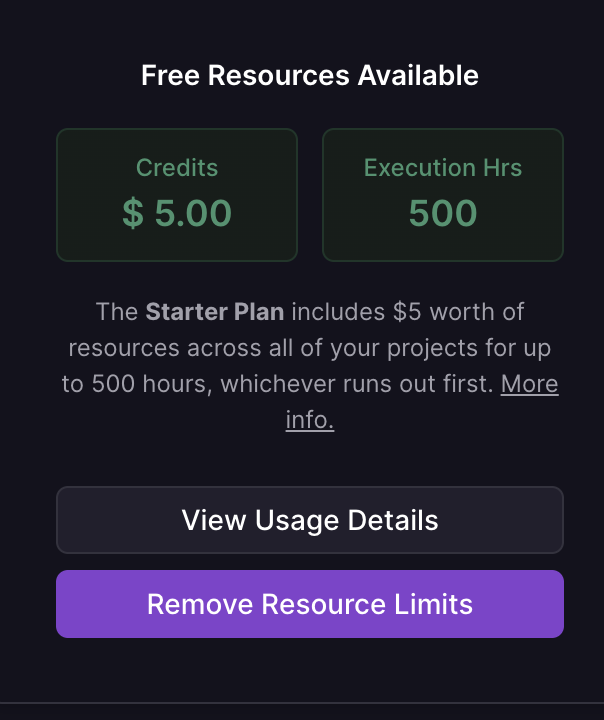 Free Resources Available
Credits
$ 5.00
Execution Hrs
500
The Starter Plan includes $5 worth of
resources across all of your projects for up
to 500 hours, whichever runs out first. More
info.
View Usage Details
Remove Resource Limits